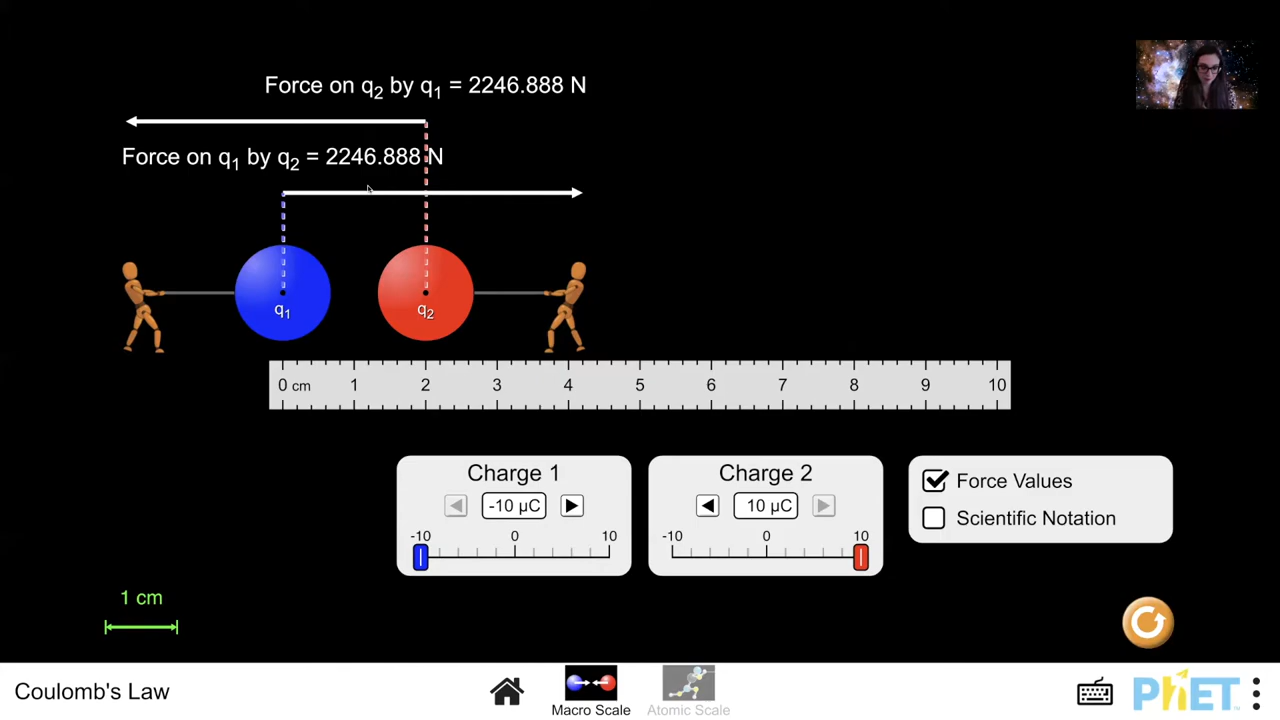 Force on q₂ by q₁ = 2246.888 N
Force on q₁ by q₂ = 2246.888 N
q₁ q₂
0 cm 1 2 3 4 5 6 7 8 9 10
Charge 1
-10 µC
-10 0 10
Charge 2
10 µC
-10 0 10
Force Values
Scientific Notation
1 cm
Coulomb's Law
Macro Scale
Atomic Scale
PhET